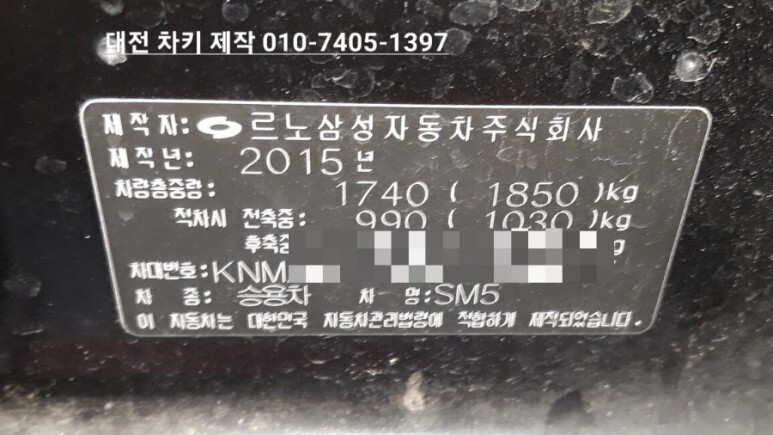 대전 차키 제작 010-7405-1397
제 작 자: 르노삼성자동차주식회사
제 작 년: 2015 년
차량총중량: 1740 ( 1850 )kg
적차시 전축중: 990 ( 1030 )kg
후축중
차대번호:KNM
차 종: 승용차 차 명:SM5
이 자동차는 대한민국 자동차관리법령에 적합하게 제작되었습니다.